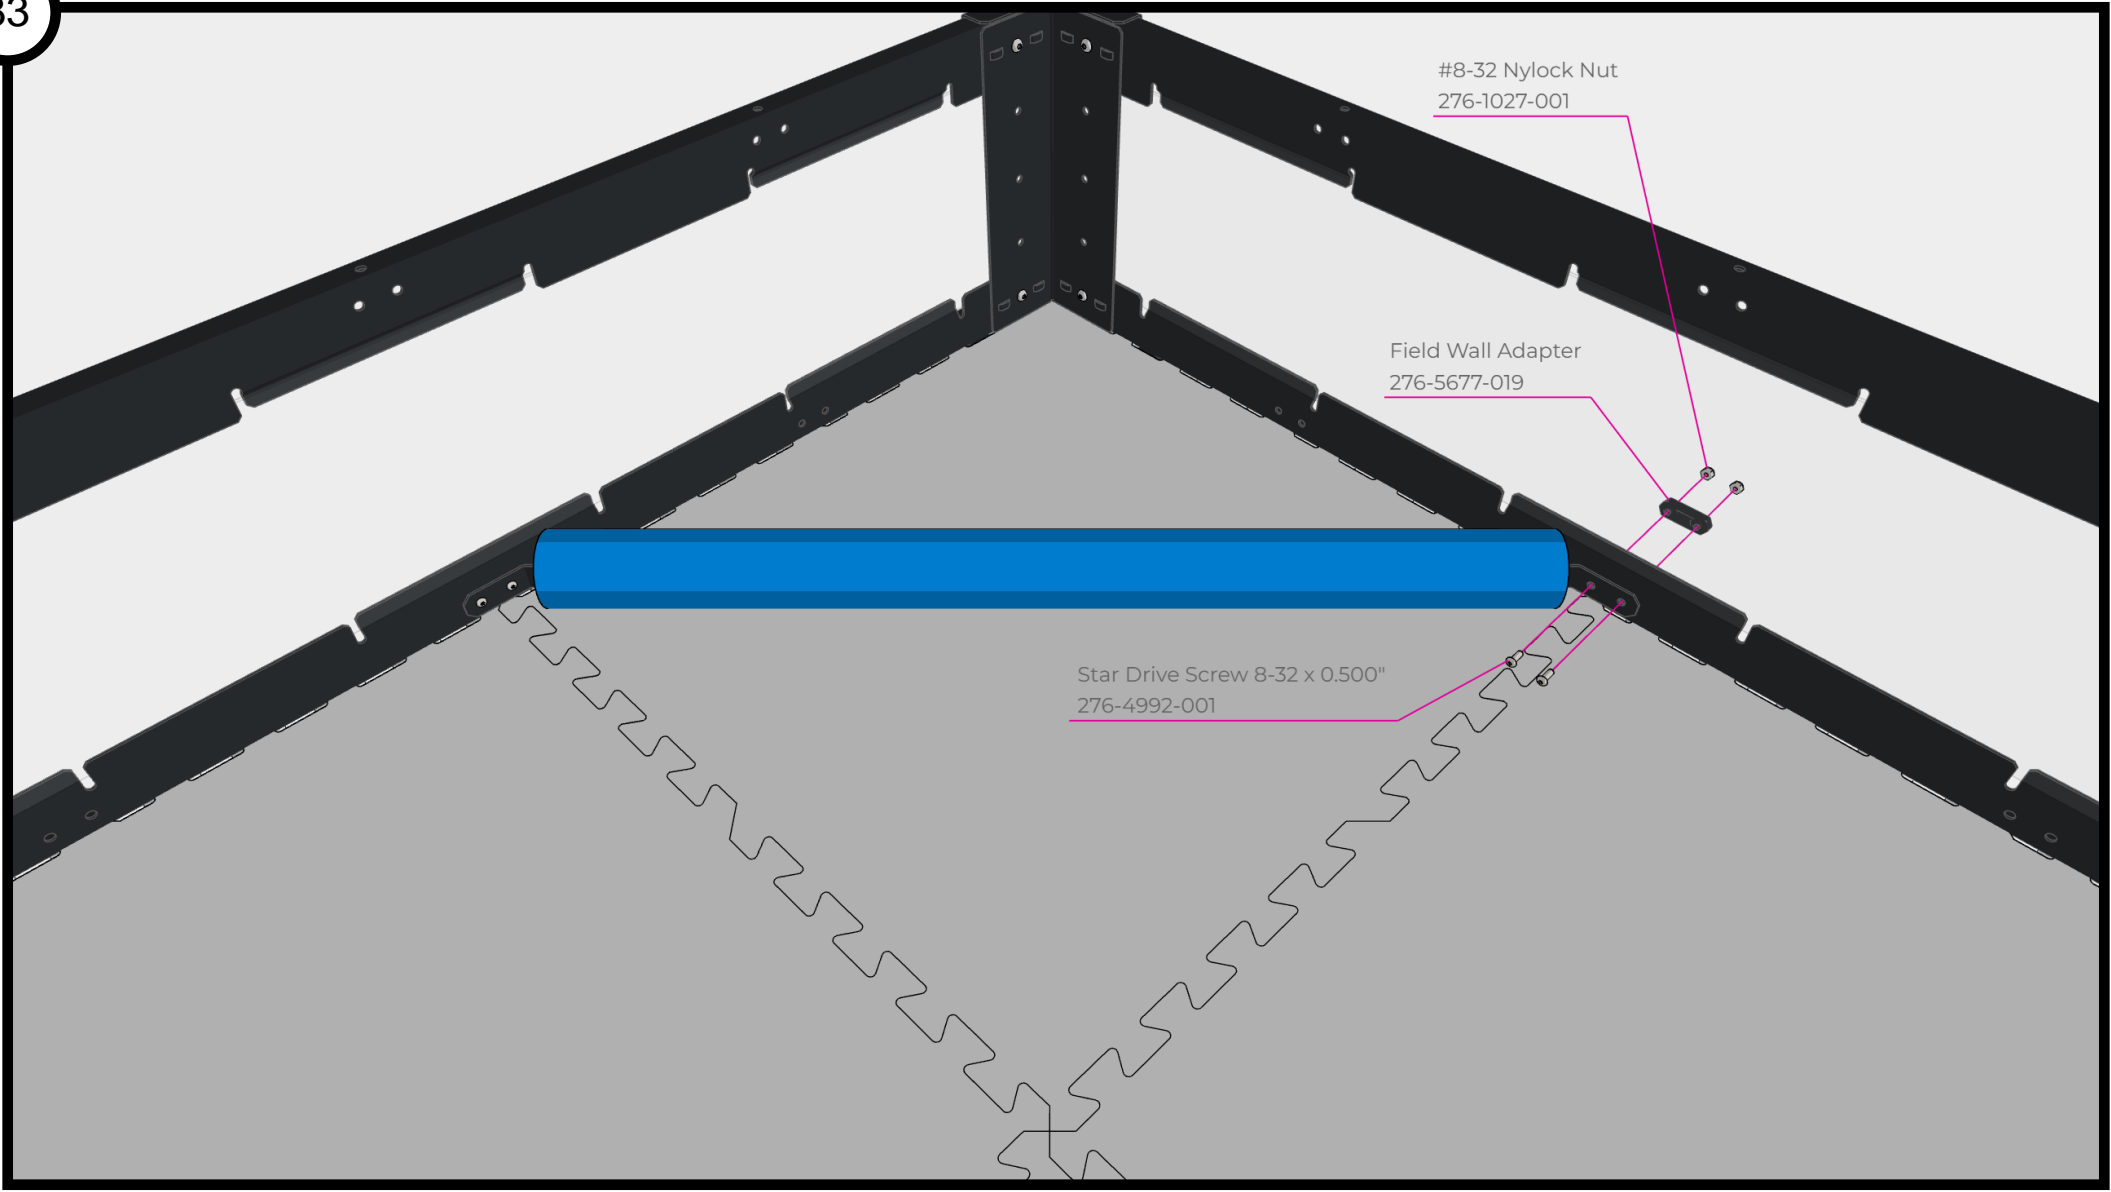 #8-32 Nylock Nut
276-1027-001
Field Wall Adapter
276-5677-019
Star Drive Screw 8-32 x 0.500"
276-4992-001